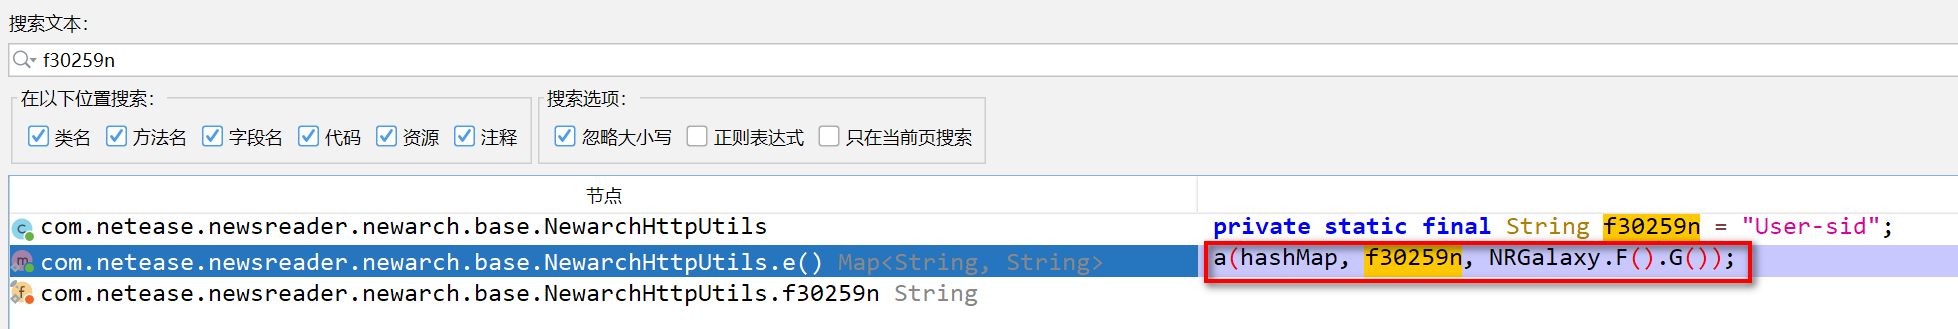 搜索文本：
f30259n
在以下位置搜索： 搜索选项：
类名 方法名 字段名 代码 资源 注释 忽略大小写 正则表达式 只在当前页搜索
节点
com.netease.newsreader.newarch.base.NewarchHttpUtils private static final String f30259n = "User-sid";
com.netease.newsreader.newarch.base.NewarchHttpUtils.e() Map<String, String> a(hashMap, f30259n, NRGalaxy.F().G());
com.netease.newsreader.newarch.base.NewarchHttpUtils.f30259n String